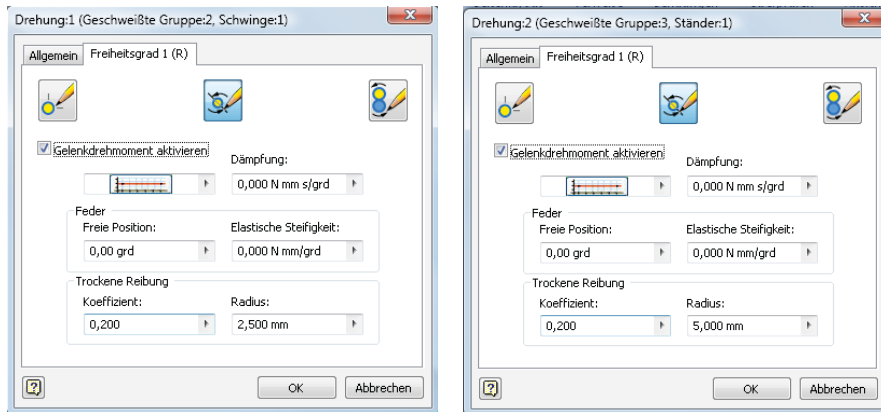 Drehung:1 (Geschweißte Gruppe:2, Schwinge:1)
Allgemein Freiheitsgrad 1 (R)
Gelenkdrehmoment aktivieren
Dämpfung:
0,000 N mm s/grd
Feder
Freie Position: Elastische Steifigkeit:
0,00 grd 0,000 N mm/grd
Trockene Reibung
Koeffizient: Radius:
0,200 2,500 mm
OK Abbrechen
Drehung:2 (Geschweißte Gruppe:3, Ständer:1)
Allgemein Freiheitsgrad 1 (R)
Gelenkdrehmoment aktivieren
Dämpfung:
0,000 N mm s/grd
Feder
Freie Position: Elastische Steifigkeit:
0,00 grd 0,000 N mm/grd
Trockene Reibung
Koeffizient: Radius:
0,200 5,000 mm
OK Abbrechen